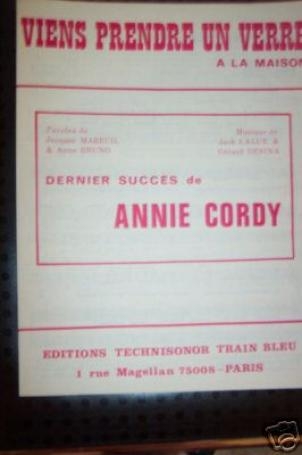 VIENS PRENDRE UN VERRE
A LA MAISON
Paroles de
Jacques MAREUIL
& Anne BRUNO
Musique de
Jack LALUE &
Gérard GESINA
DERNIER SUCCÈS de
ANNIE CORDY
EDITIONS TECHNISONOR TRAIN BLEU
1 rue Magellan 75008 - PARIS